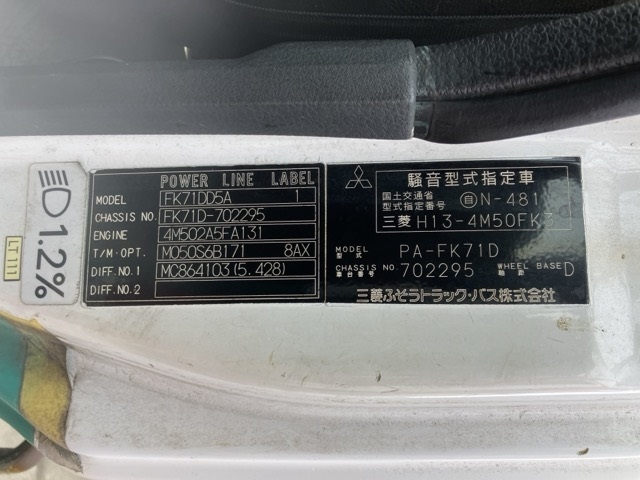 1.2%
LT111
POWER LINE LABEL
MODEL FK71DD5A 1
CHASSIS NO. FK71D-702295
ENGINE 4M502A5FA131
T/M·OPT. M050S6B171 8AX
DIFF.NO.1 MC864103(5.428)
DIFF.NO.2
騒音型式指定車
国土交通省
型式指定番号 自N-481
三菱 H13-4M50FK3
MODEL 型式 PA-FK71D
CHASSIS NO. 車台番号 702295 WHEEL BASE 軸距 D
三菱ふそうトラック・バス株式会社